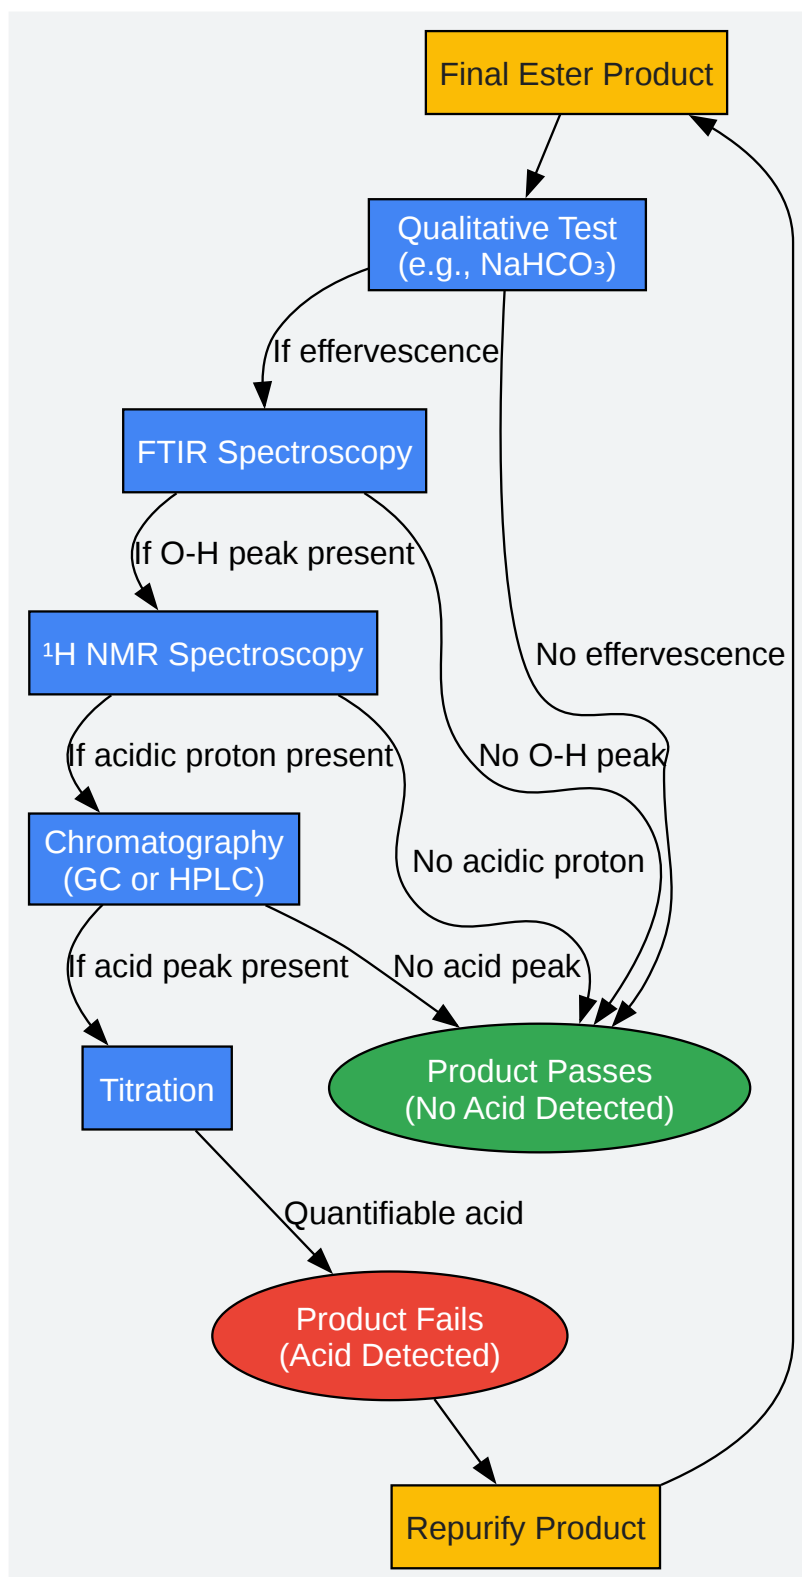 Final Ester Product
Qualitative Test
(e.g., NaHCO₃)
If effervescence
FTIR Spectroscopy
If O-H peak present
¹H NMR Spectroscopy
No effervescence
If acidic proton present
No O-H peak
Chromatography
(GC or HPLC)
No acidic proton
If acid peak present
No acid peak
Titration
Product Passes
(No Acid Detected)
Quantifiable acid
Product Fails
(Acid Detected)
Repurify Product